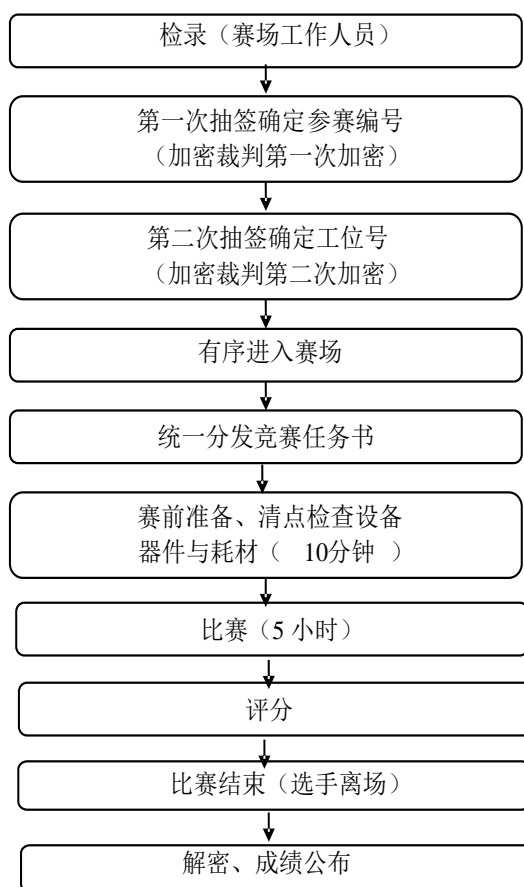 检录（赛场工作人员）
第一次抽签确定参赛编号
（加密裁判第一次加密）
第二次抽签确定工位号
（加密裁判第二次加密）
有序进入赛场
统一分发竞赛任务书
赛前准备、清点检查设备
器件与耗材（ 10分钟 ）
比赛（5 小时）
评分
比赛结束（选手离场）
解密、成绩公布